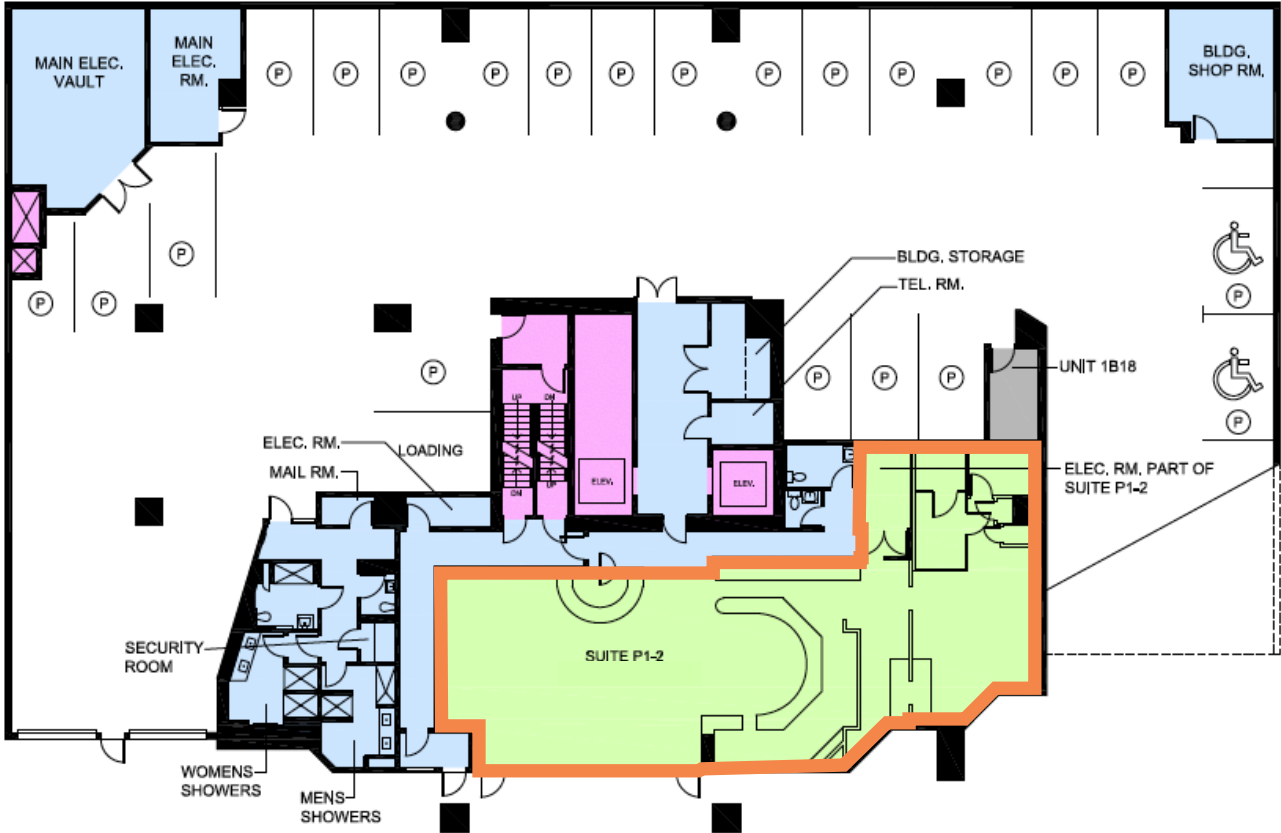 MAIN ELEC.
VAULT
MAIN
ELEC.
RM.
P
P
P
P
P
P
P
P
P
P
P
P
P
BLDG.
SHOP RM.
P
P
P
P
BLDG. STORAGE
TEL. RM.
P
P
P
P
UNIT 1B18
P
UP
DN
DN
UP
ELEV.
ELEV.
ELEC. RM.
LOADING
MAIL RM.
ELEC. RM. PART OF
SUITE P1-2
SECURITY
ROOM
SUITE P1-2
WOMENS
SHOWERS
MENS
SHOWERS